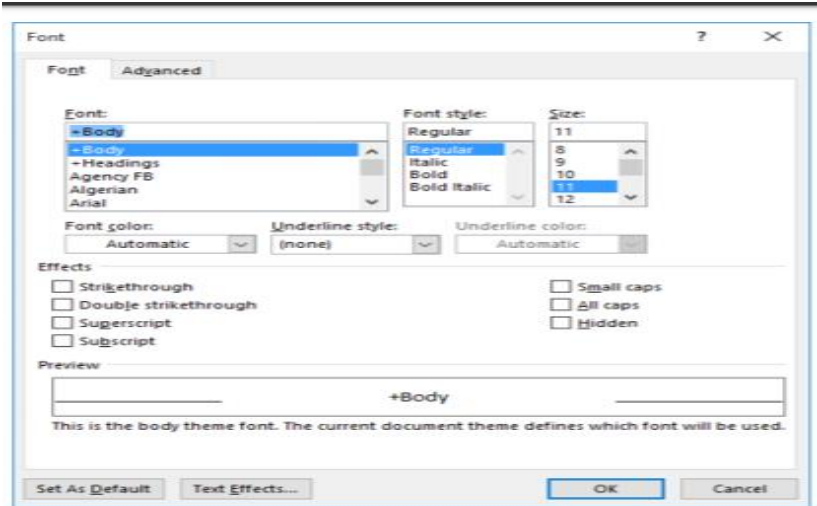 Font ?
Font Advanced
Font: Font style: Size:
+Body Regular 11
+Body Regular 8
+Headings Italic 9
Agency FB Bold 10
Algerian Bold Italic 11
Arial 12
Font color: Underline style: Underline color:
Automatic (none) Automatic
Effects
Strikethrough Small caps
Double strikethrough All caps
Superscript Hidden
Subscript
Preview
+Body
This is the body theme font. The current document theme defines which font will be used.
Set As Default Text Effects... OK Cancel